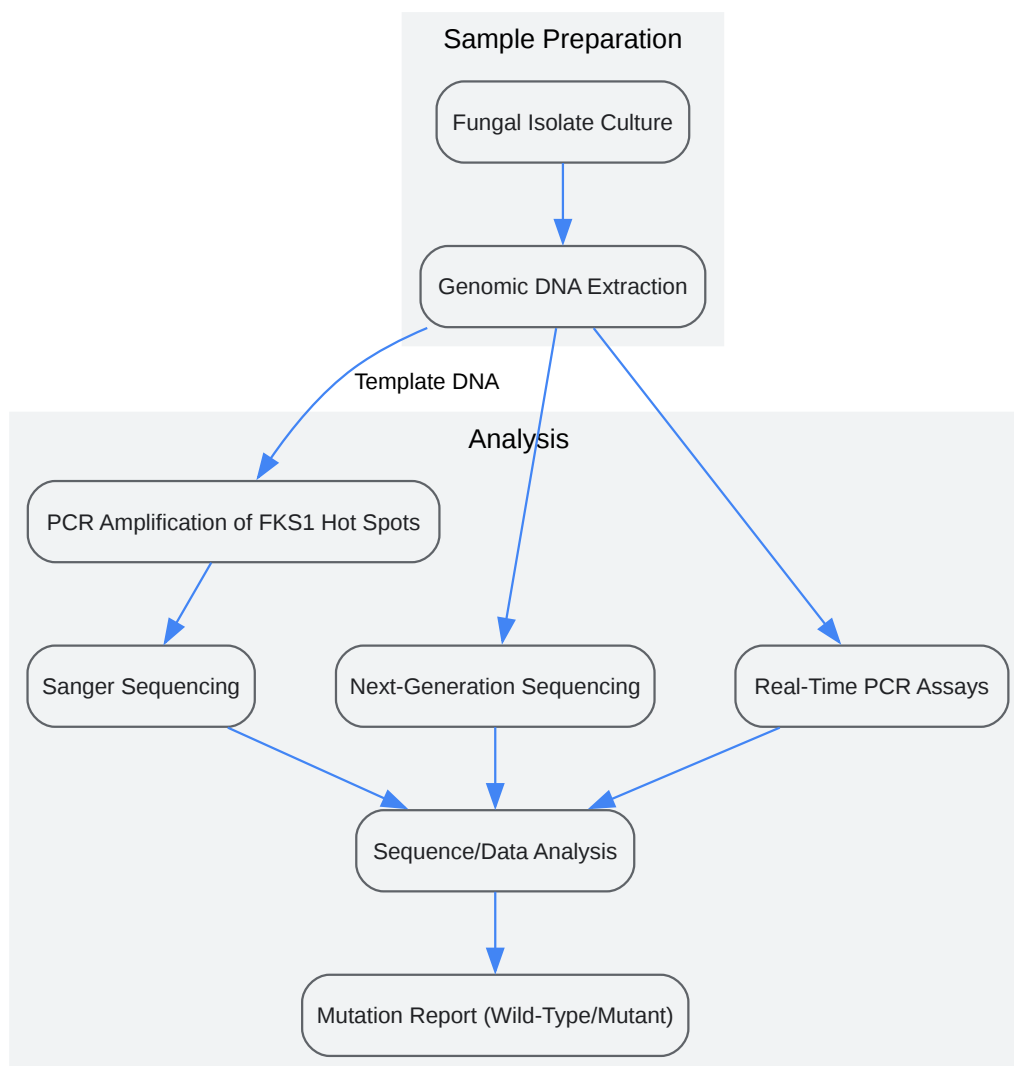 Sample Preparation
Fungal Isolate Culture
Genomic DNA Extraction
Template DNA
Analysis
PCR Amplification of FKS1 Hot Spots
Sanger Sequencing
Next-Generation Sequencing
Real-Time PCR Assays
Sequence/Data Analysis
Mutation Report (Wild-Type/Mutant)